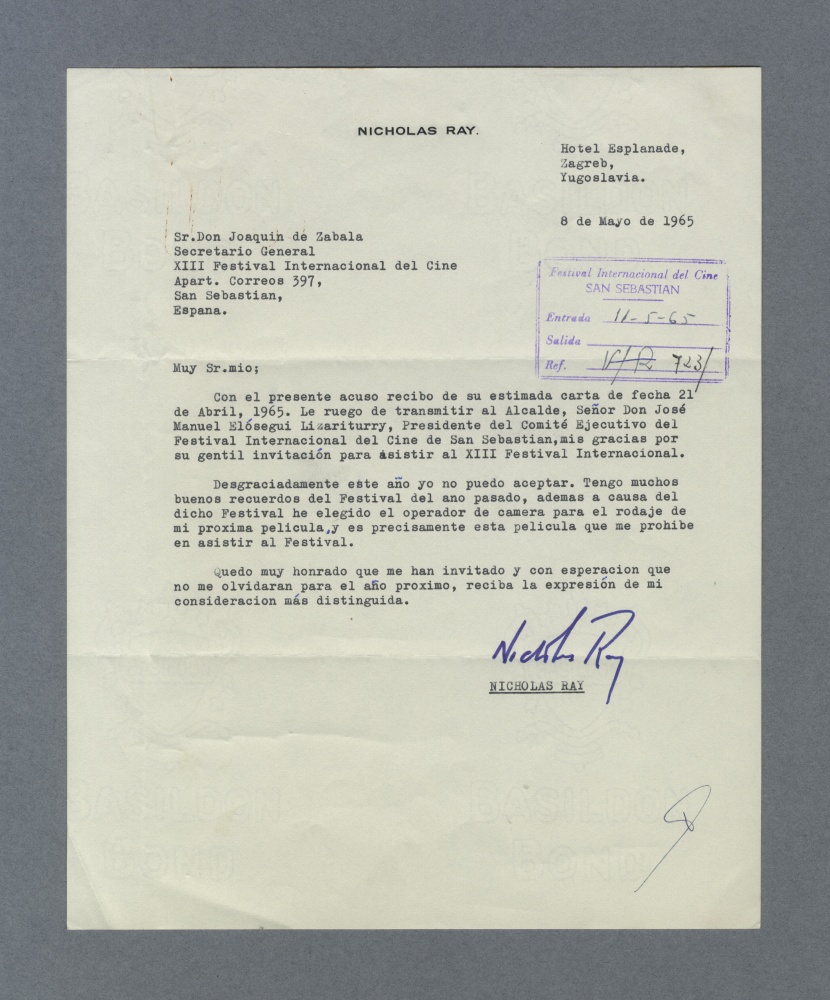 NICHOLAS RAY.
Hotel Esplanade,
Zagreb,
Yugoslavia.
8 de Mayo de 1965
Sr.Don Joaquin de Zabala
Secretario General
XIII Festival Internacional del Cine
Apart. Correos 397,
San Sebastian,
Espana.
Festival Internacional del Cine
SAN SEBASTIAN
Entrada 11-5-65
Salida
Ref. 723/
Muy Sr.mio;
Con el presente acuso recibo de su estimada carta de fecha 21
de Abril, 1965. Le ruego de transmitir al Alcalde, Señor Don José
Manuel Elósegui Lizariturry, Presidente del Comité Ejecutivo del
Festival Internacional del Cine de San Sebastian,mis gracias por
su gentil invitación para asistir al XIII Festival Internacional.
Desgraciadamente este año yo no puedo aceptar. Tengo muchos
buenos recuerdos del Festival del ano pasado, ademas a causa del
dicho Festival he elegido el operador de camera para el rodaje de
mi proxima pelicula,y es precisamente esta pelicula que me prohibe
en asistir al Festival.
Quedo muy honrado que me han invitado y con esperacion que
no me olvidaran para el año proximo, reciba la expresión de mi
consideracion más distinguida.
Nicholas Ray
NICHOLAS RAY
BASILDON BASILDON
BOND BOND